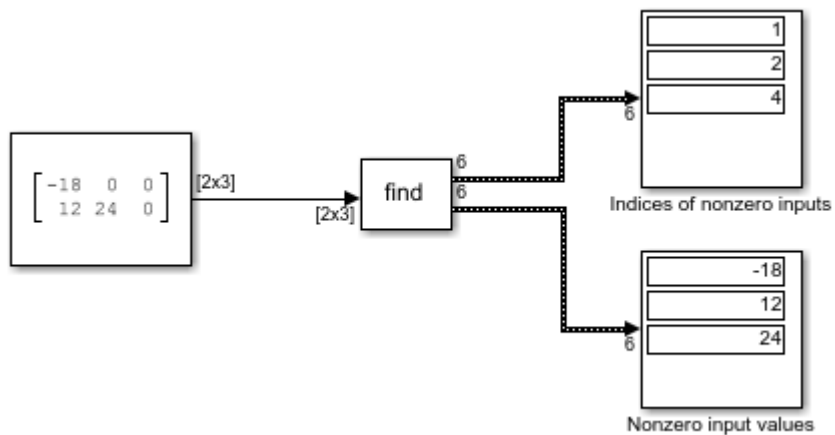 1
2
4
6
Indices of nonzero inputs
-18 0 0
12 24 0
[2x3]
[2x3]
find
6
6
-18
12
24
6
Nonzero input values